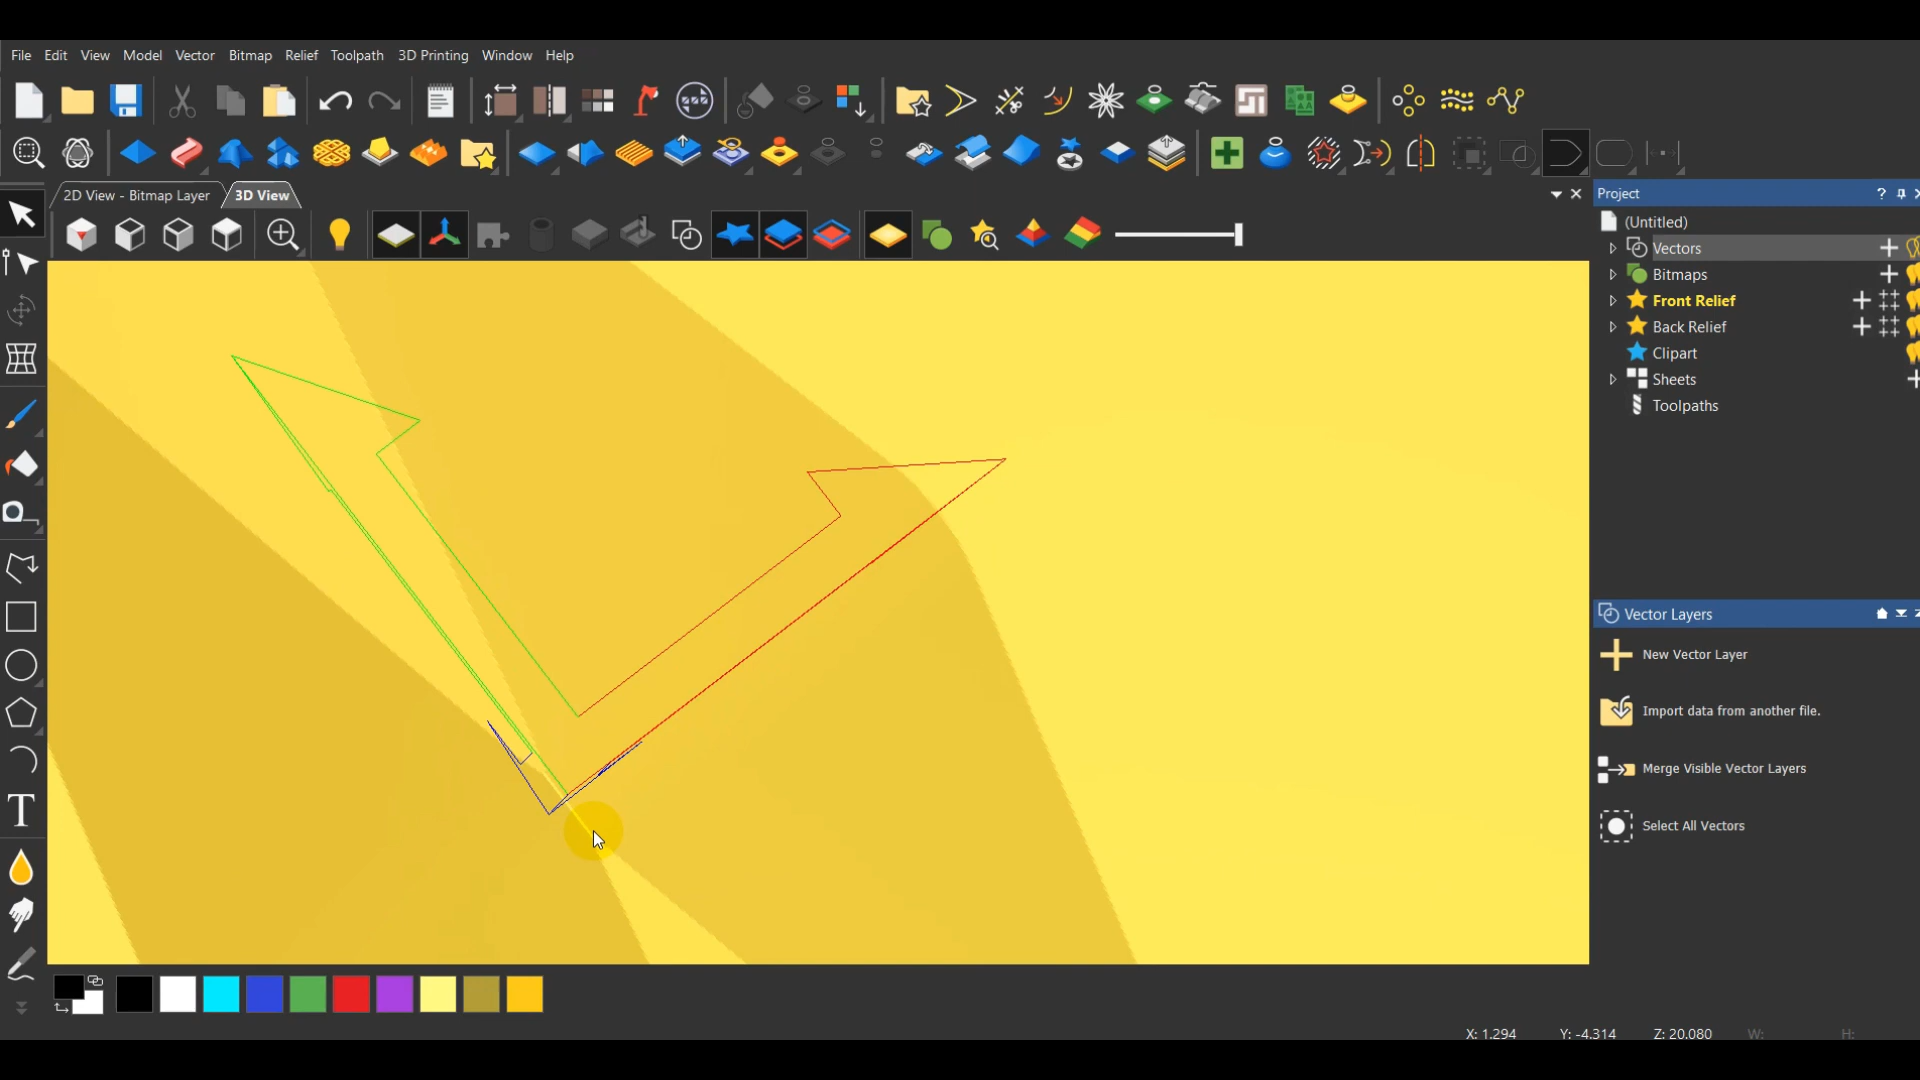 File Edit View Model Vector Bitmap Relief Toolpath 3D Printing Window Help
2D View - Bitmap Layer 3D View
Project ?
(Untitled)
Vectors
Bitmaps
Front Relief
Back Relief
Clipart
Sheets
Toolpaths
Vector Layers
New Vector Layer
Import data from another file.
Merge Visible Vector Layers
Select All Vectors
T
X: 1.294 Y: -4.314 Z: 20.080 W: H: